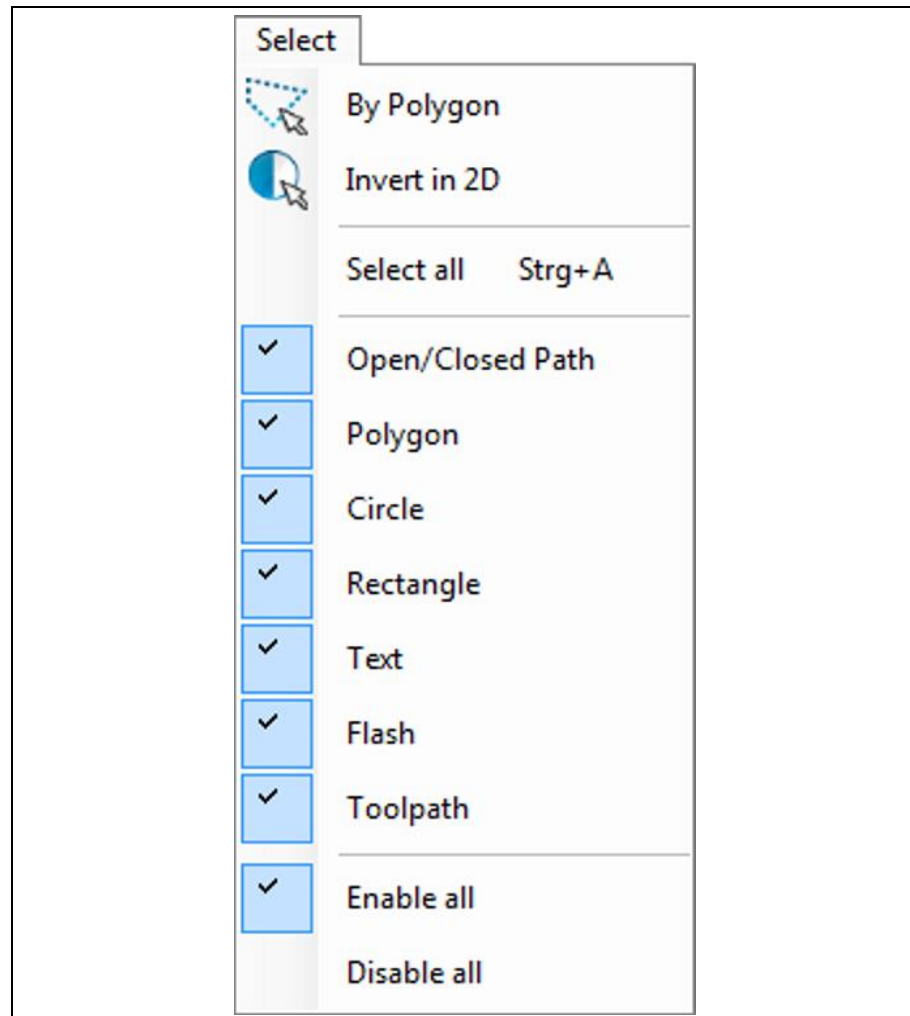 Select
By Polygon
Invert in 2D
Select all Strg+A
Open/Closed Path
Polygon
Circle
Rectangle
Text
Flash
Toolpath
Enable all
Disable all